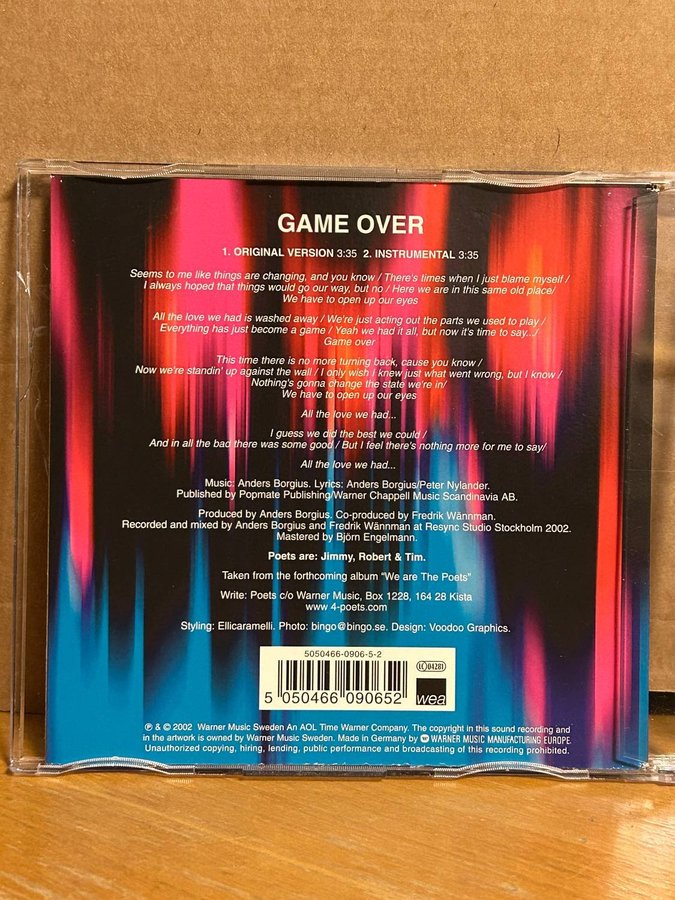 GAME OVER
1. ORIGINAL VERSION 3:35 2. INSTRUMENTAL 3:35
Seems to me like things are changing, and you know / There's times when I just blame myself /
I always hoped that things would go our way, but no / Here we are in this same old place/
We have to open up our eyes
All the love we had is washed away / We're just acting out the parts we used to play /
Everything has just become a game / Yeah we had it all, but now it's time to say.../
Game over
This time there is no more turning back, cause you know /
Now we're standin' up against the wall / I only wish I knew just what went wrong, but I know /
Nothing's gonna change the state we're in/
We have to open up our eyes
All the love we had...
I guess we did the best we could /
And in all the bad there was some good / But I feel there's nothing more for me to say/
All the love we had...
Music: Anders Borgius. Lyrics: Anders Borgius/Peter Nylander.
Published by Popmate Publishing/Warner Chappell Music Scandinavia AB.
Produced by Anders Borgius. Co-produced by Fredrik Wännman.
Recorded and mixed by Anders Borgius and Fredrik Wännman at Resync Studio Stockholm 2002.
Mastered by Björn Engelmann.
Poets are: Jimmy, Robert & Tim.
Taken from the forthcoming album "We are The Poets"
Write: Poets c/o Warner Music, Box 1228, 164 28 Kista
www.4-poets.com
Styling: Ellicaramelli. Photo: bingo@bingo.se. Design: Voodoo Graphics.
5050466-0906-5-2
5 050466 090652
LC 04281
wea
℗ & © 2002 Warner Music Sweden An AOL Time Warner Company. The copyright in this sound recording and
in the artwork is owned by Warner Music Sweden. Made in Germany by WARNER MUSIC MANUFACTURING EUROPE.
Unauthorized copying, hiring, lending, public performance and broadcasting of this recording prohibited.